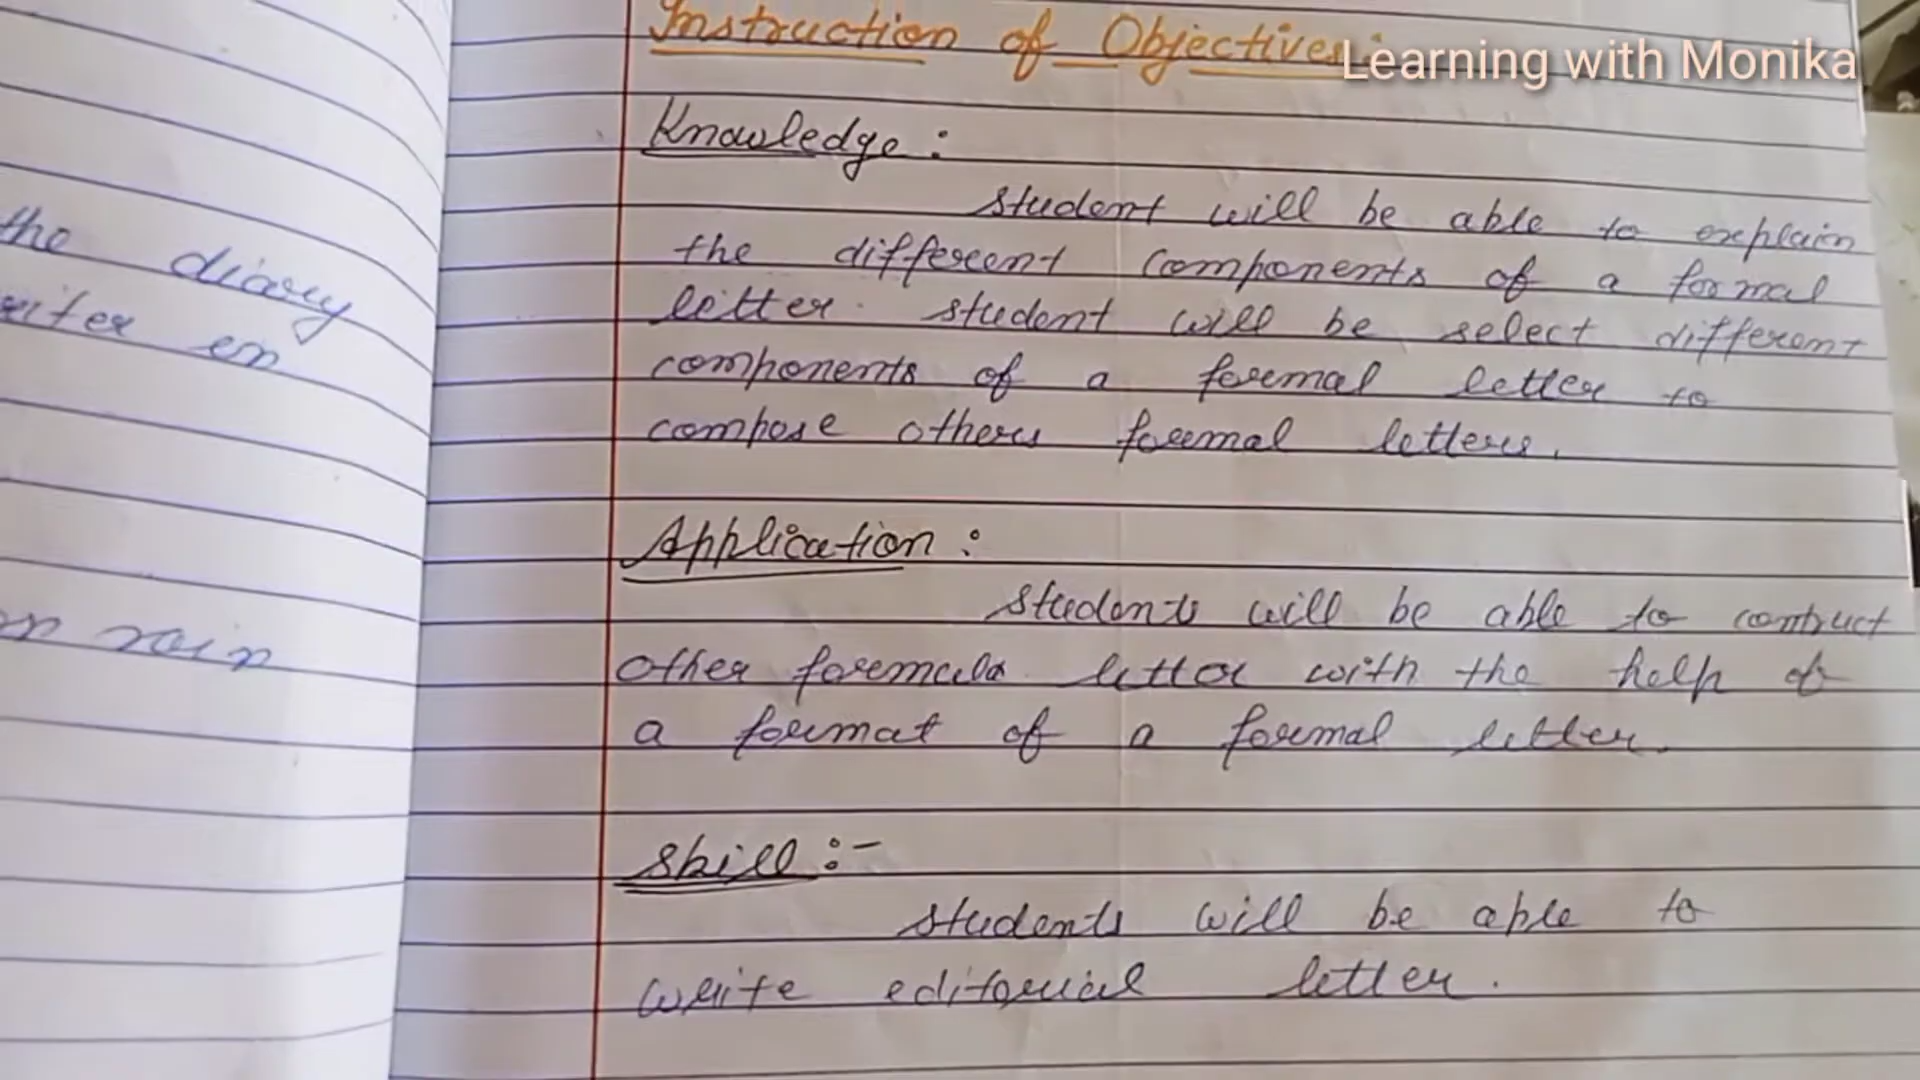 Instruction of Objectives:
Learning with Monika
Knowledge:
student will be able to explain
the different components of a formal
letter. student will be select different
components of a formal letter to
compose others formal letters.
Application:
students will be able to contruct
other formula letter with the help of
a format of a formal letter.
skill:-
students will be able to
write editorial letter.
the diary
en
rain